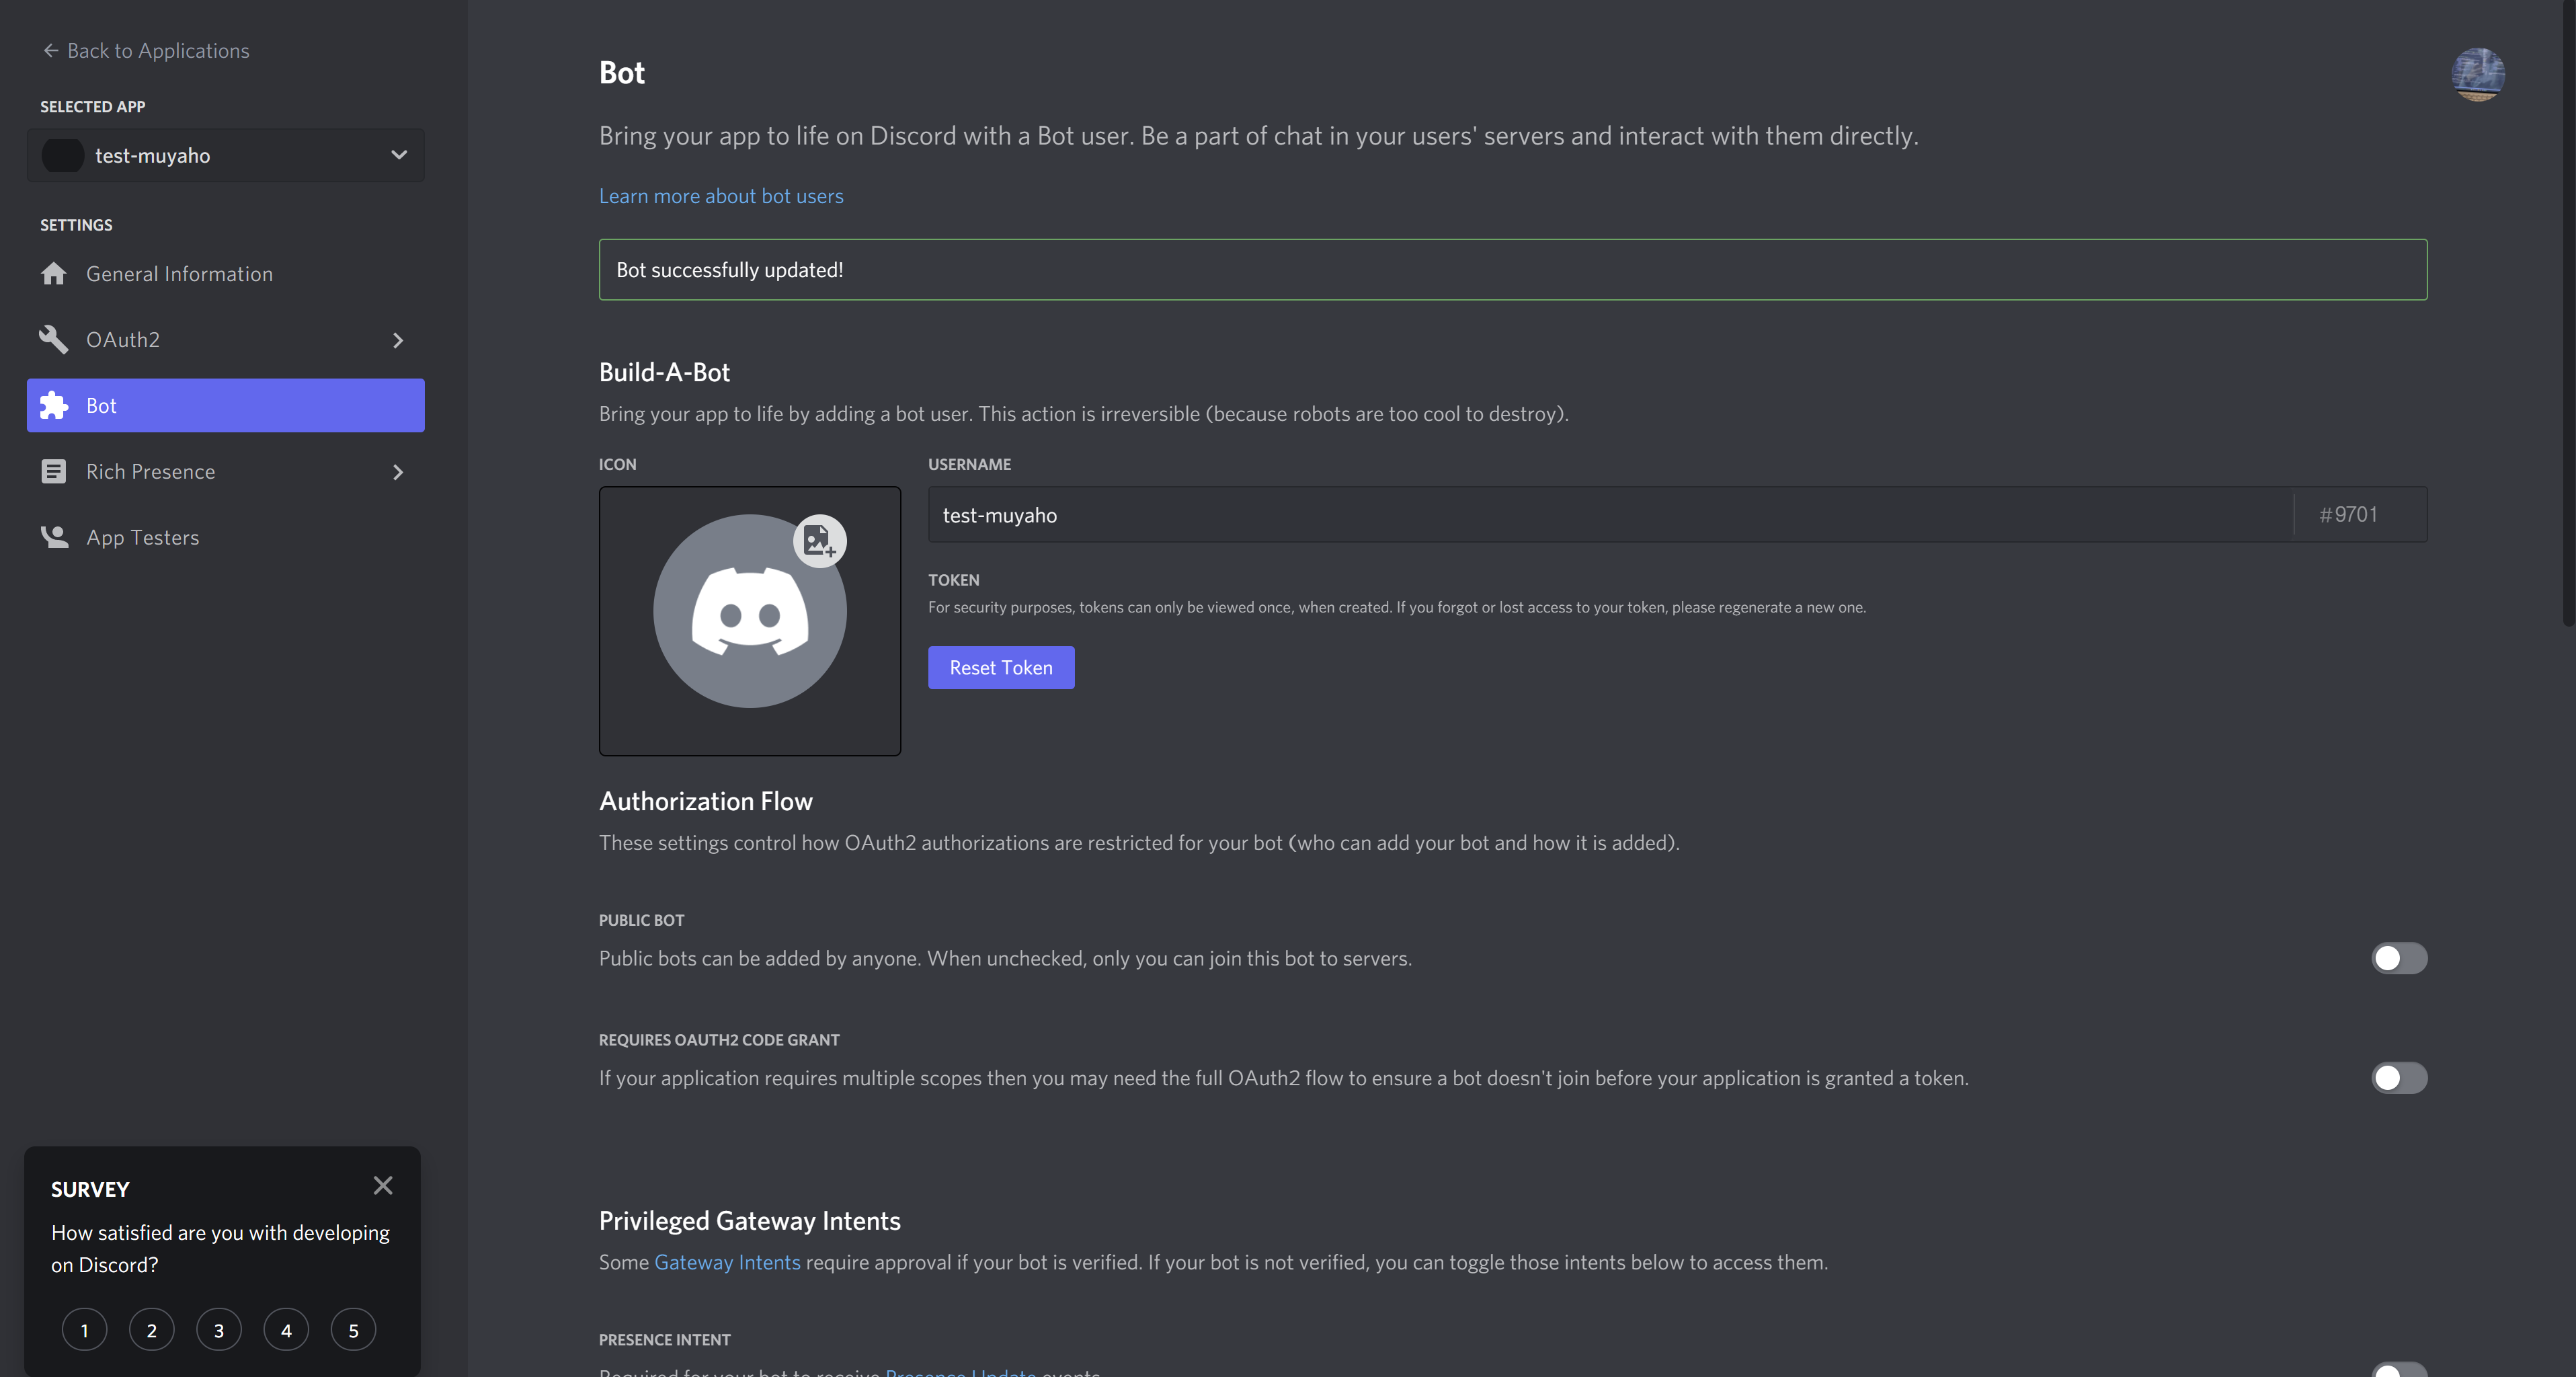 Back to Applications
SELECTED APP
test-muyaho
SETTINGS
General Information
OAuth2
Bot
Rich Presence
App Testers
SURVEY
How satisfied are you with developing
on Discord?
1 2 3 4 5
Bot
Bring your app to life on Discord with a Bot user. Be a part of chat in your users' servers and interact with them directly.
Learn more about bot users
Bot successfully updated!
Build-A-Bot
Bring your app to life by adding a bot user. This action is irreversible (because robots are too cool to destroy).
ICON
USERNAME
test-muyaho #9701
TOKEN
For security purposes, tokens can only be viewed once, when created. If you forgot or lost access to your token, please regenerate a new one.
Reset Token
Authorization Flow
These settings control how OAuth2 authorizations are restricted for your bot (who can add your bot and how it is added).
PUBLIC BOT
Public bots can be added by anyone. When unchecked, only you can join this bot to servers.
REQUIRES OAUTH2 CODE GRANT
If your application requires multiple scopes then you may need the full OAuth2 flow to ensure a bot doesn't join before your application is granted a token.
Privileged Gateway Intents
Some Gateway Intents require approval if your bot is verified. If your bot is not verified, you can toggle those intents below to access them.
PRESENCE INTENT
Required for your bot to receive Presence Update events.